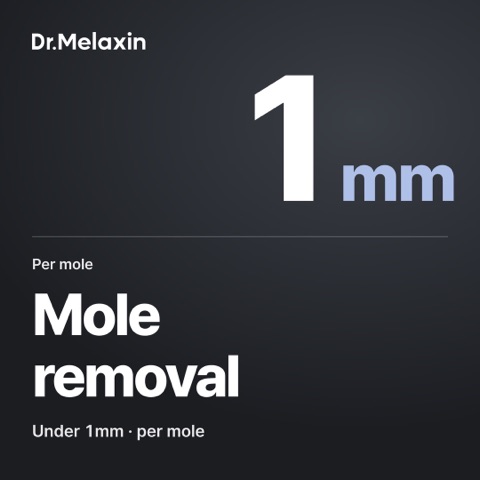 Dr.Melaxin
1 mm
Per mole
Mole
removal
Under 1mm · per mole